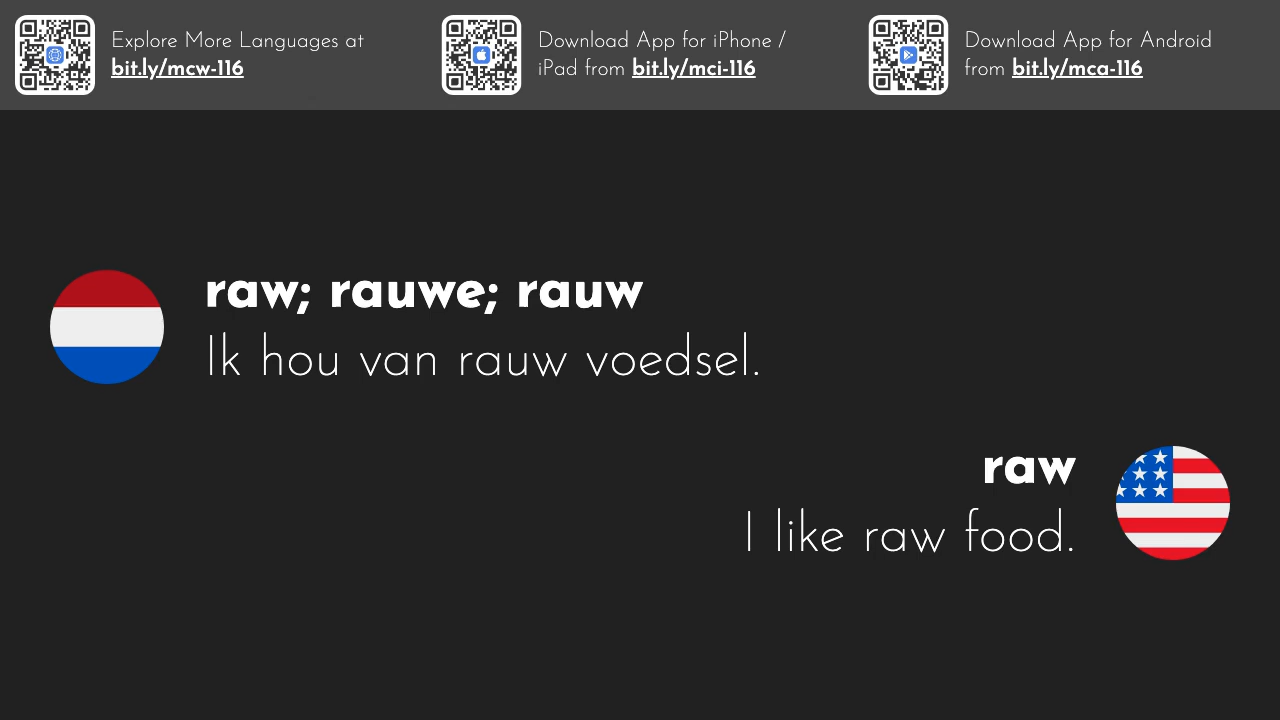 Explore More Languages at
bit.ly/mcw-116
Download App for iPhone /
iPad from bit.ly/mci-116
Download App for Android
from bit.ly/mca-116
raw; rauwe; rauw
Ik hou van rauw voedsel.
raw
I like raw food.